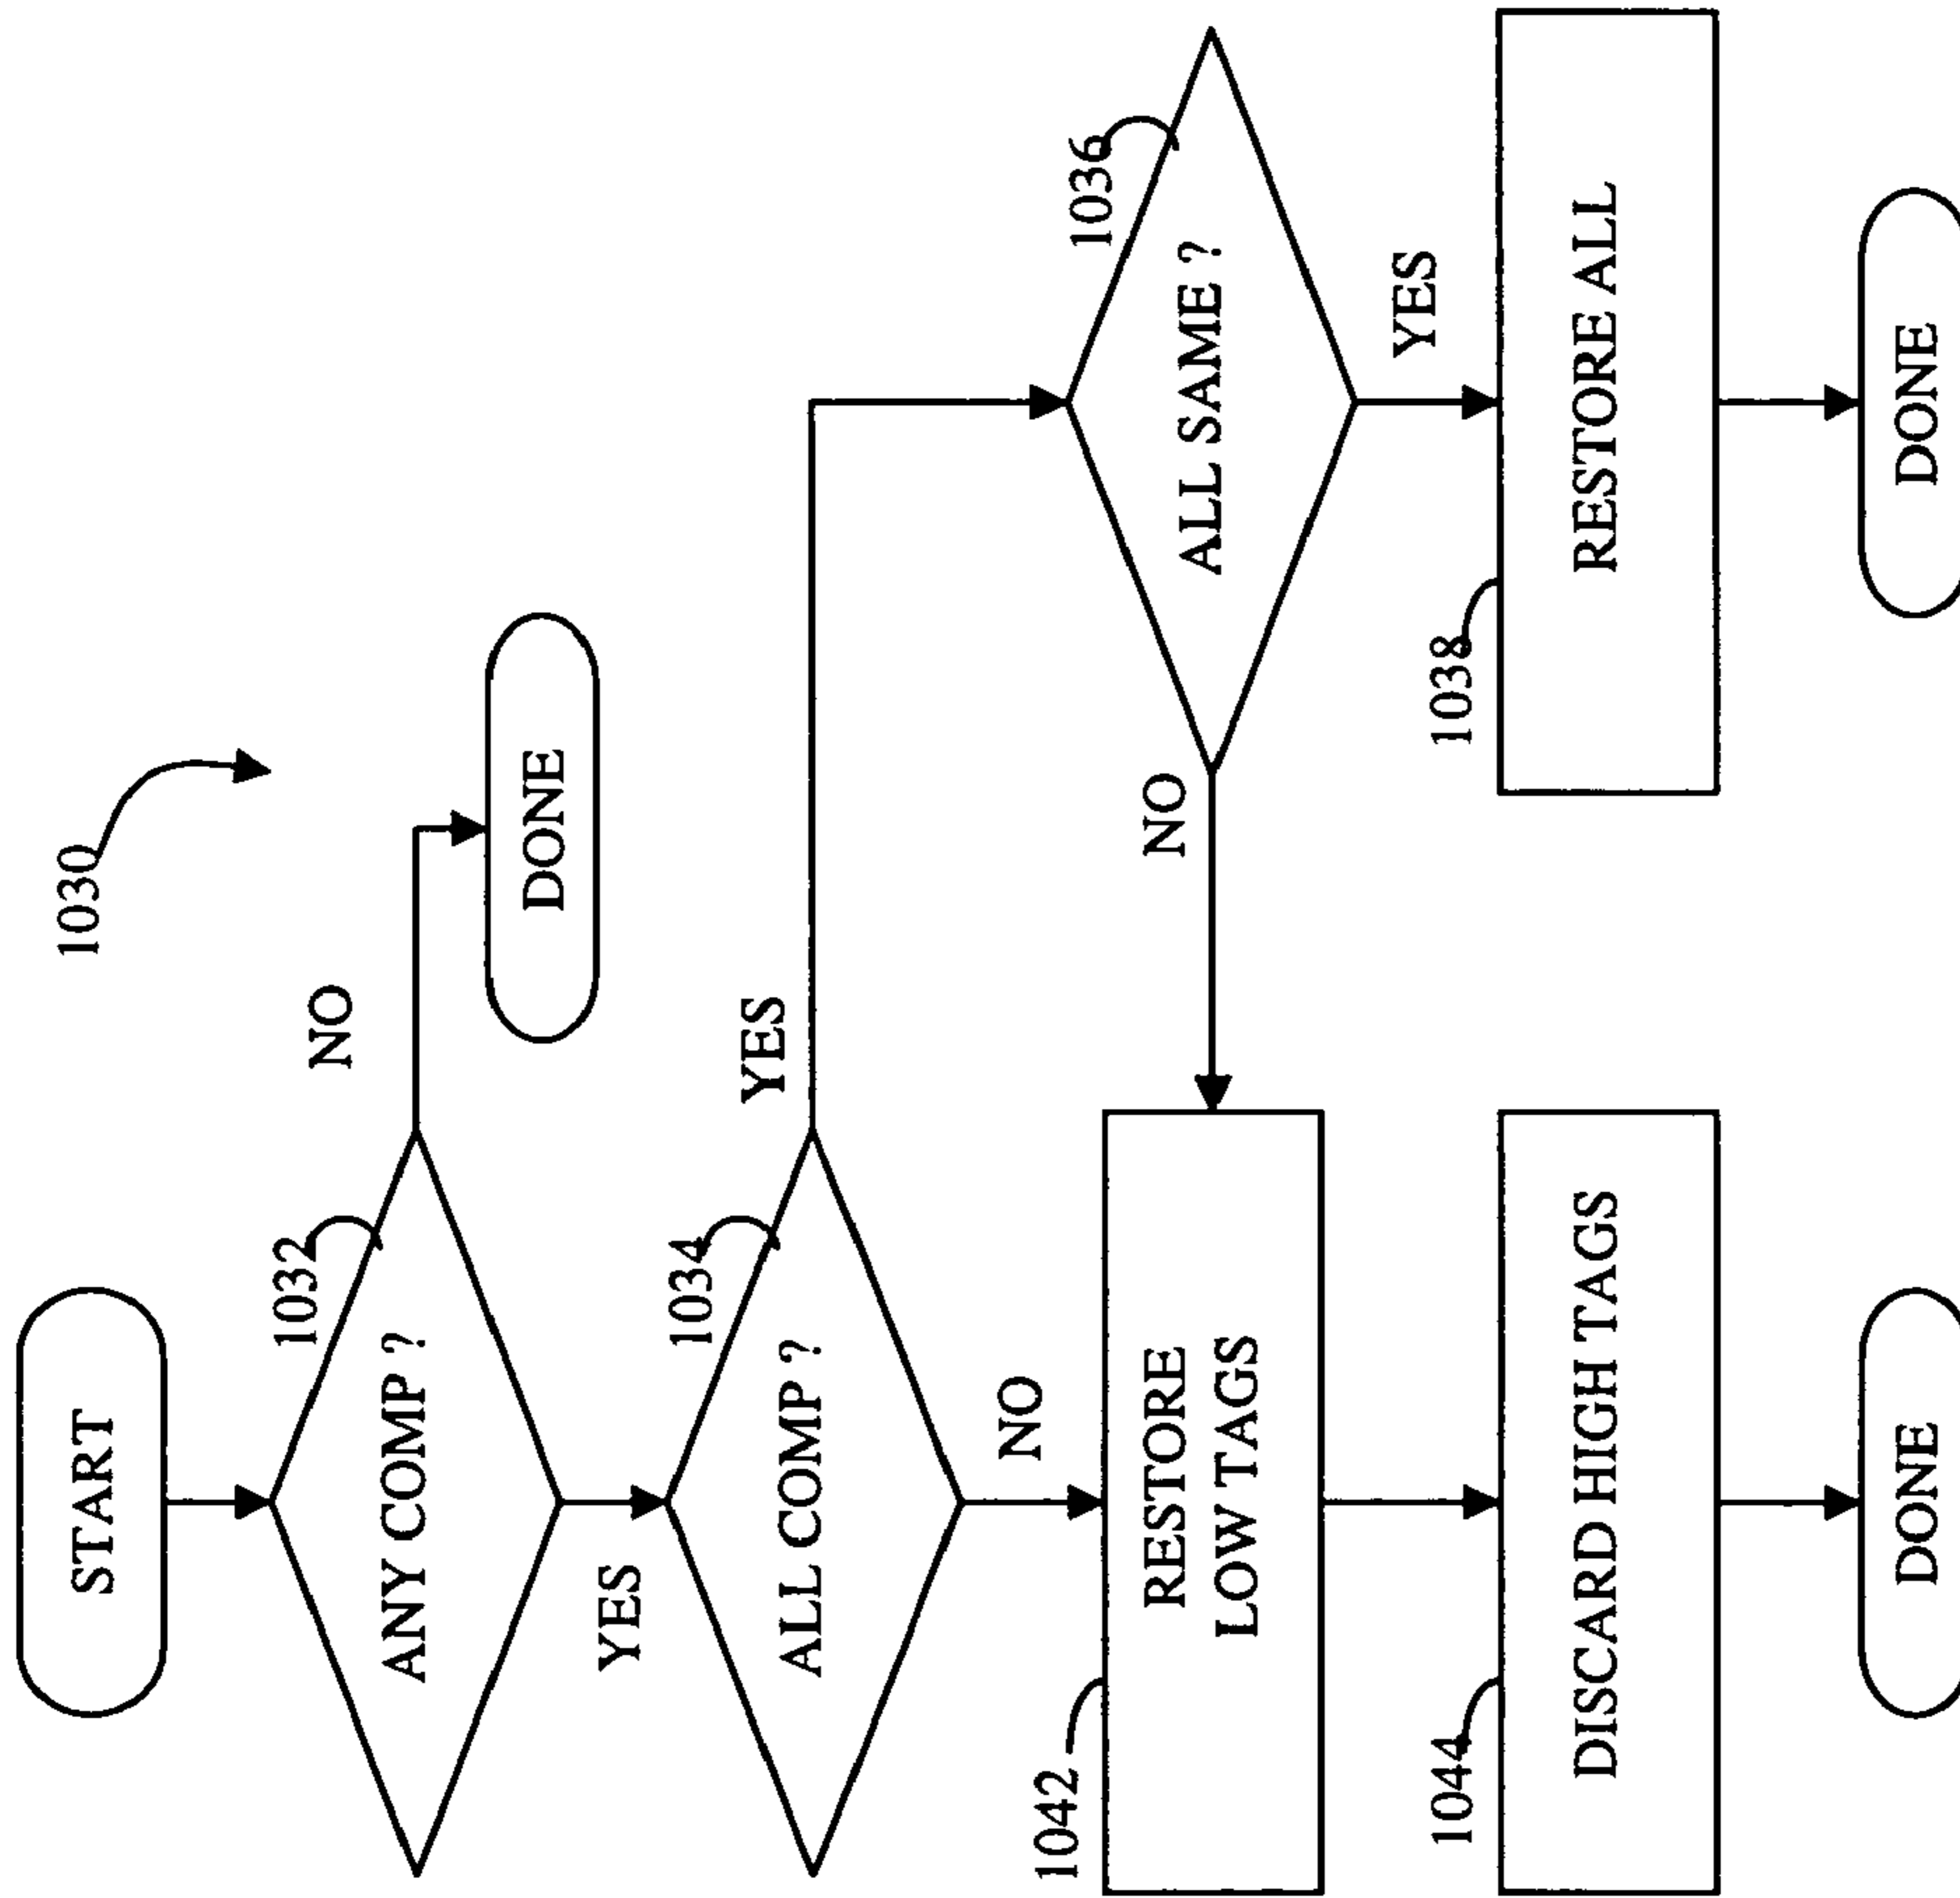 1030
START
1032
ANY COMP ?
NO
DONE
YES
1034
ALL COMP ?
YES
NO
1036
ALL SAME ?
NO
YES
1042
RESTORE
LOW TAGS
1038
RESTORE ALL
1044
DISCARD HIGH TAGS
DONE
DONE